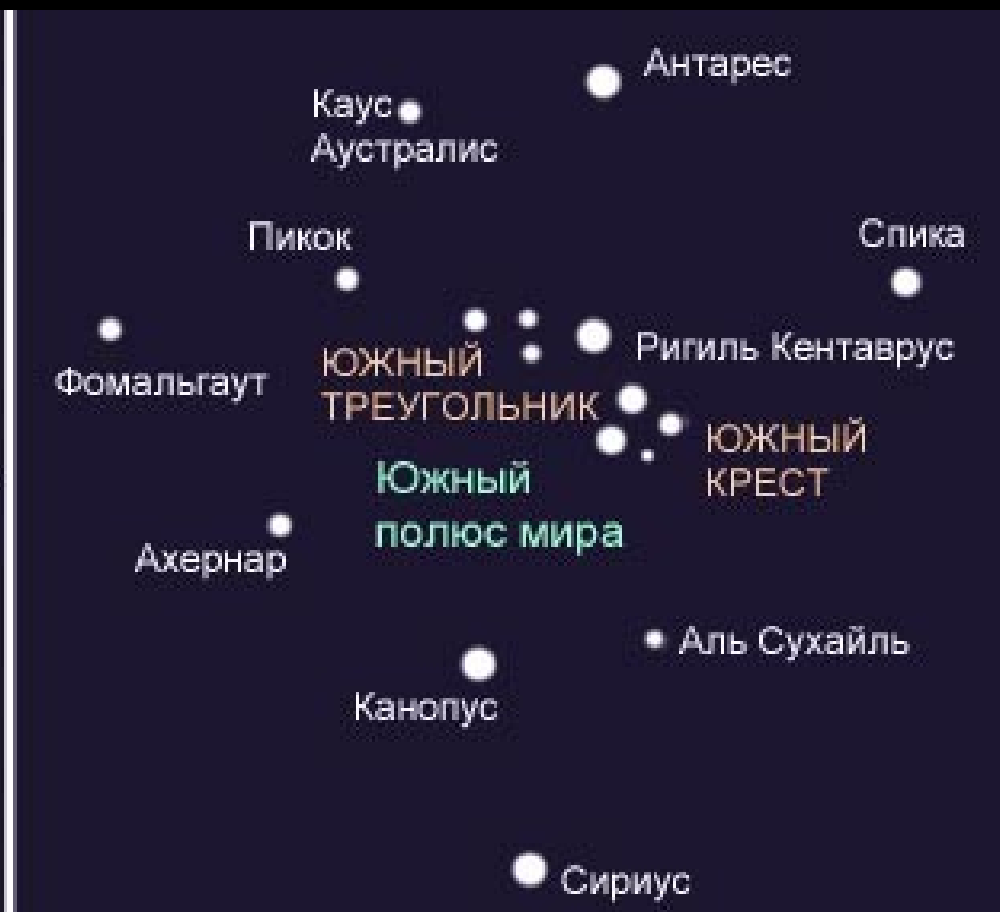 Антарес
Каус
Аустралис
Пикок
Спика
Фомальгаут
Ригиль Кентаврус
ЮЖНЫЙ
ТРЕУГОЛЬНИК
ЮЖНЫЙ
КРЕСТ
Южный
полюс мира
Ахернар
Аль Сухайль
Канопус
Сириус